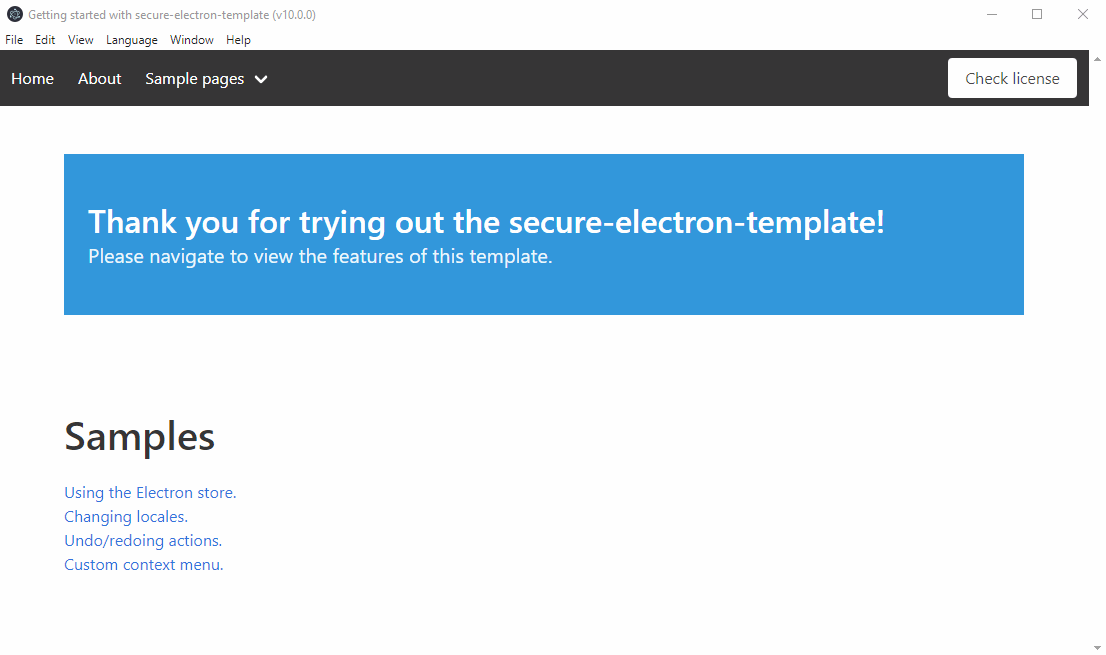 Getting started with secure-electron-template (v10.0.0)
File Edit View Language Window Help
Home About Sample pages Check license
Thank you for trying out the secure-electron-template!
Please navigate to view the features of this template.
Samples
Using the Electron store.
Changing locales.
Undo/redoing actions.
Custom context menu.